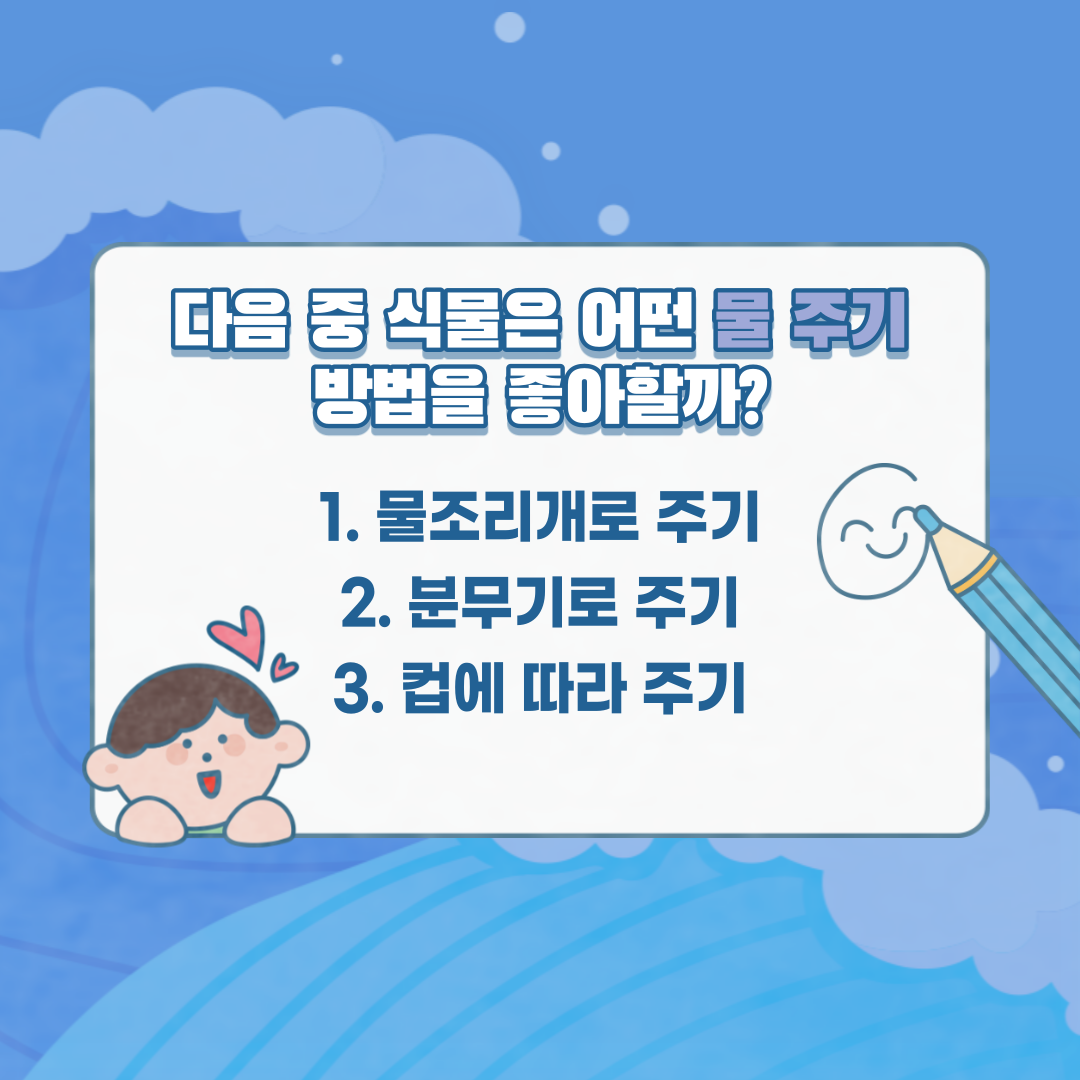 다음 중 식물은 어떤 물 주기
방법을 좋아할까?
1. 물조리개로 주기
2. 분무기로 주기
3. 컵에 따라 주기